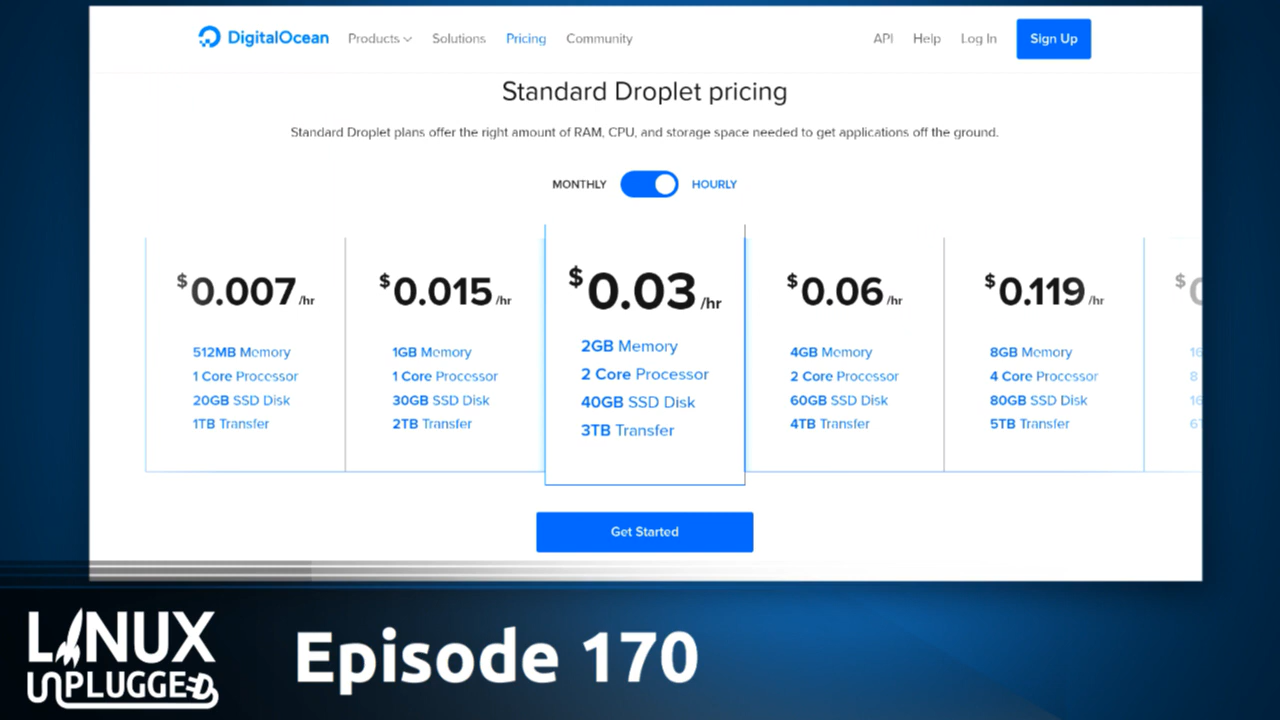 DigitalOcean Products Solutions Pricing Community API Help Log In Sign Up
Standard Droplet pricing
Standard Droplet plans offer the right amount of RAM, CPU, and storage space needed to get applications off the ground.
MONTHLY HOURLY
$0.007/hr
512MB Memory
1 Core Processor
20GB SSD Disk
1TB Transfer
$0.015/hr
1GB Memory
1 Core Processor
30GB SSD Disk
2TB Transfer
$0.03/hr
2GB Memory
2 Core Processor
40GB SSD Disk
3TB Transfer
$0.06/hr
4GB Memory
2 Core Processor
60GB SSD Disk
4TB Transfer
$0.119/hr
8GB Memory
4 Core Processor
80GB SSD Disk
5TB Transfer
$0
16
8
16
6
Get Started
LINUX
UNPLUGGED
Episode 170